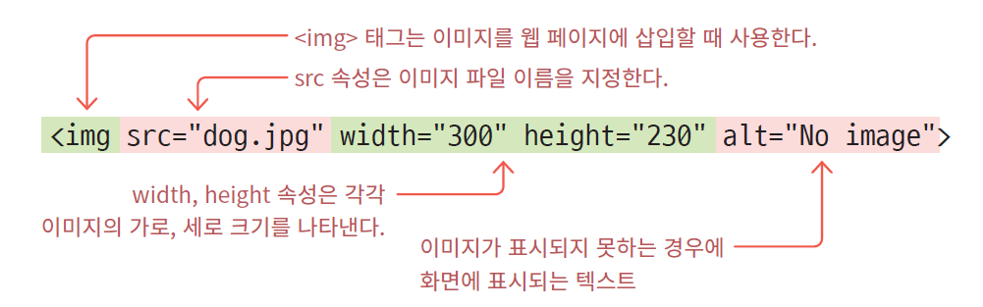 <img> 태그는 이미지를 웹 페이지에 삽입할 때 사용한다.
src 속성은 이미지 파일 이름을 지정한다.
<img src="dog.jpg" width="300" height="230" alt="No image">
width, height 속성은 각각
이미지의 가로, 세로 크기를 나타낸다.
이미지가 표시되지 못하는 경우에
화면에 표시되는 텍스트